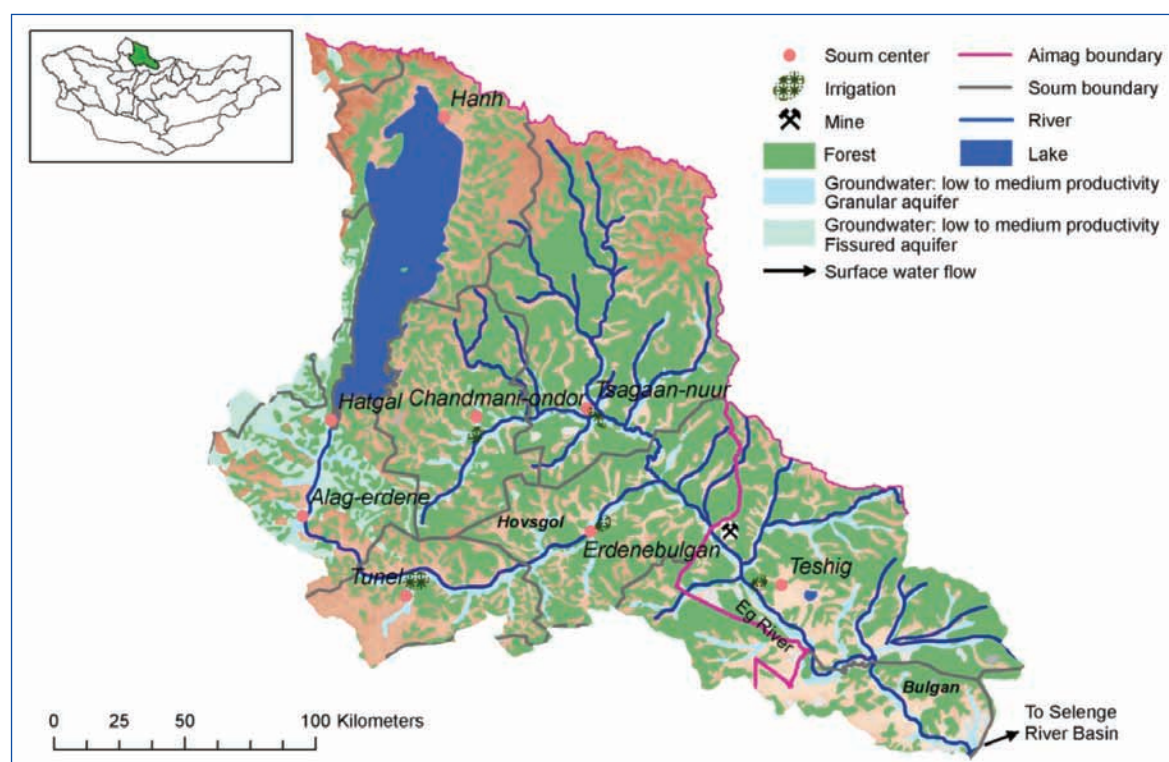 Soum center
Irrigation
Mine
Forest
Groundwater: low to medium productivity
Granular aquifer
Groundwater: low to medium productivity
Fissured aquifer
Surface water flow
Aimag boundary
Soum boundary
River
Lake
Hanh
Hatgal
Chandmani-ondor
Tsagaan-nuur
Alag-erdene
Hovsgol
Erdenebulgan
Tunel
Teshig
Eg River
Bulgan
To Selenge
River Basin
0 25 50 100 Kilometers